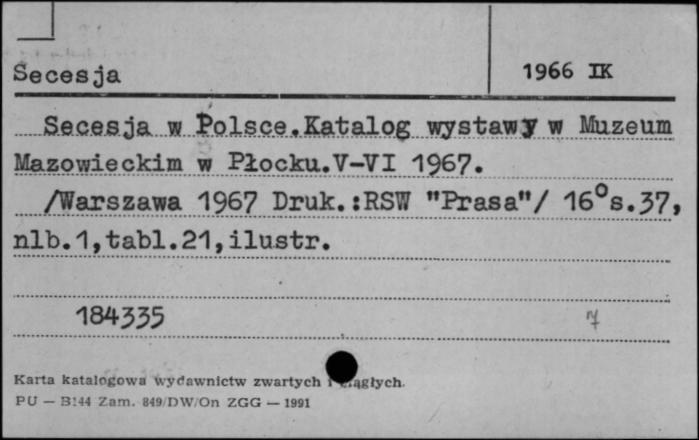 Secesja 1966 IK
Secesja w Polsce.Katalog wystawy w Muzeum
Mazowieckim w Płocku.V-VI 1967.
/Warszawa 1967 Druk.:RSW "Prasa"/ 16°s.37,
nlb.1,tabl.21,ilustr.
184335 7
Karta katalogowa wydawnictw zwartych i ciągłych.
PU — B144 Zam. 849/DW/On ZGG — 1991